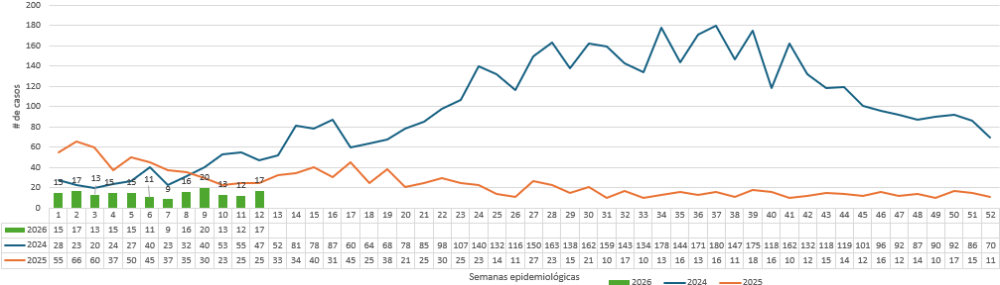 200
180
160
140
120
100
80
60
40
20
0
# de casos
15 17 13 15 15 11 9 16 20 13 12 17
1 2 3 4 5 6 7 8 9 10 11 12 13 14 15 16 17 18 19 20 21 22 23 24 25 26 27 28 29 30 31 32 33 34 35 36 37 38 39 40 41 42 43 44 45 46 47 48 49 50 51 52
2026 15 17 13 15 15 11 9 16 20 13 12 17
2024 28 23 20 24 27 40 23 32 40 53 55 47 52 81 78 87 60 64 68 78 85 98 107 140 132 116 150 163 138 162 159 143 134 178 144 171 180 147 175 118 162 132 118 119 101 96 92 87 90 92 86 70
2025 55 66 60 37 50 45 37 35 30 23 25 25 33 34 40 31 45 25 38 21 25 30 25 23 14 11 27 23 15 21 10 17 10 13 16 13 16 11 18 16 10 12 15 14 12 16 12 14 10 17 15 11
Semanas epidemiológicas
2026 2024 2025